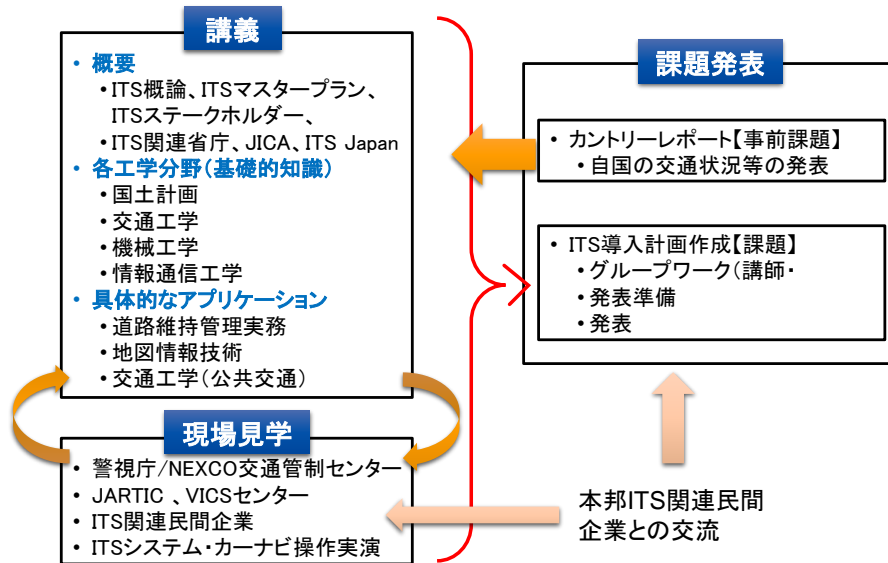 講義
・ 概要
・ITS概論、ITSマスタープラン、
ITSステークホルダー、
・ITS関連省庁、JICA、ITS Japan
・ 各工学分野(基礎的知識)
・国土計画
・交通工学
・機械工学
・情報通信工学
・ 具体的なアプリケーション
・道路維持管理実務
・地図情報技術
・交通工学(公共交通)
現場見学
・ 警視庁/NEXCO交通管制センター
・ JARTIC 、VICSセンター
・ ITS関連民間企業
・ ITSシステム・カーナビ操作実演
課題発表
・ カントリーレポート【事前課題】
・自国の交通状況等の発表
・ ITS導入計画作成【課題】
・グループワーク(講師・
・発表準備
・発表
本邦ITS関連民間
企業との交流